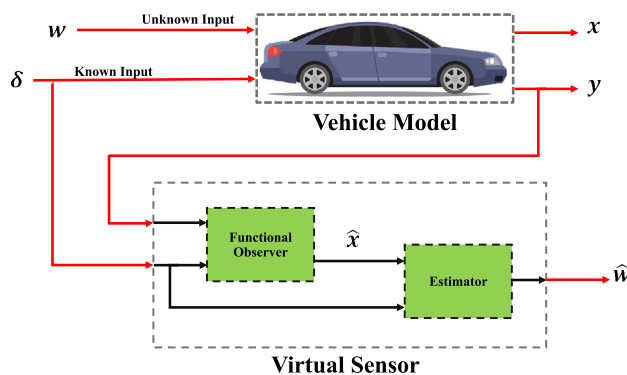 w
Unknown Input
x
δ
Known Input
y
Vehicle Model
Functional
Observer
x̂
Estimator
ŵ
Virtual Sensor